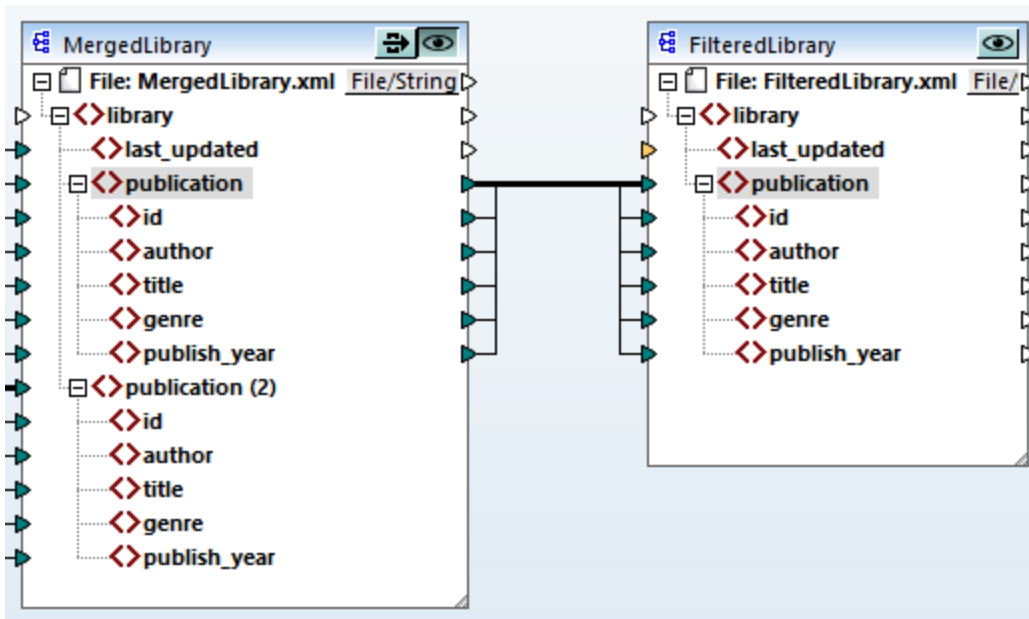 MergedLibrary
File: MergedLibrary.xml File/String
library
last_updated
publication
id
author
title
genre
publish_year
publication (2)
id
author
title
genre
publish_year
FilteredLibrary
File: FilteredLibrary.xml File/
library
last_updated
publication
id
author
title
genre
publish_year